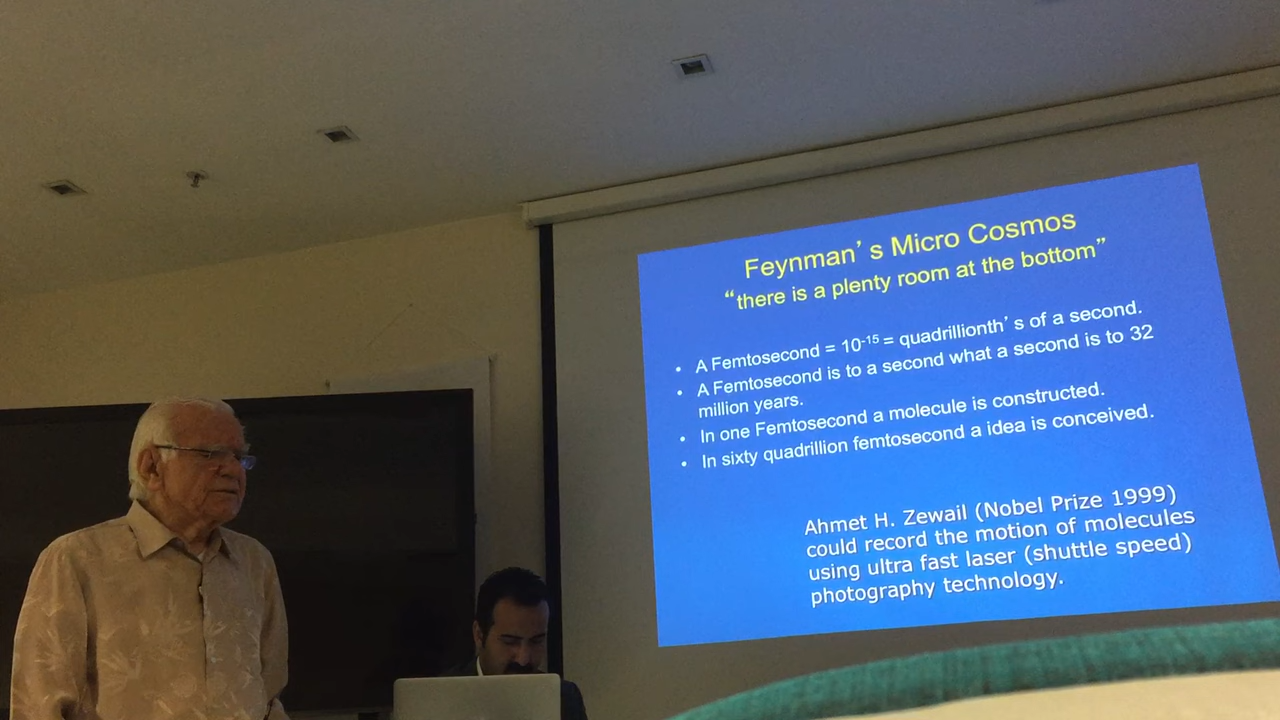 Feynman’s Micro Cosmos
“there is a plenty room at the bottom”
• A Femtosecond = 10⁻¹⁵ = quadrillionth’s of a second.
• A Femtosecond is to a second what a second is to 32
million years.
• In one Femtosecond a molecule is constructed.
• In sixty quadrillion femtosecond a idea is conceived.
Ahmet H. Zewail (Nobel Prize 1999)
could record the motion of molecules
using ultra fast laser (shuttle speed)
photography technology.